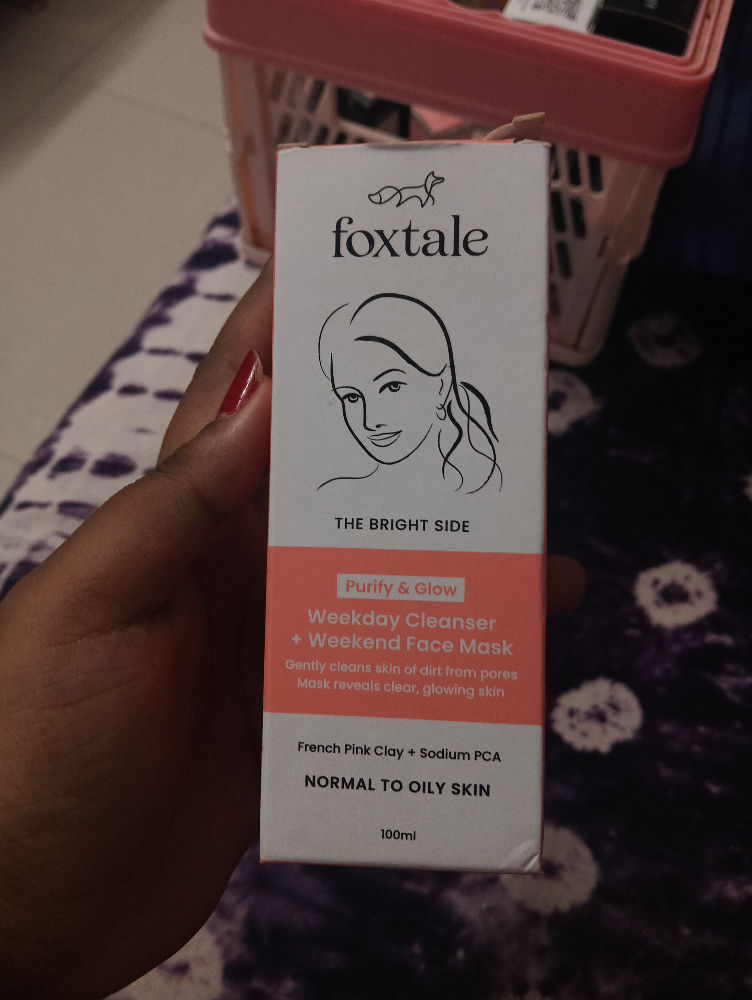 foxtale
THE BRIGHT SIDE
Purify & Glow
Weekday Cleanser
+ Weekend Face Mask
Gently cleans skin of dirt from pores
Mask reveals clear, glowing skin
French Pink Clay + Sodium PCA
NORMAL TO OILY SKIN
100ml